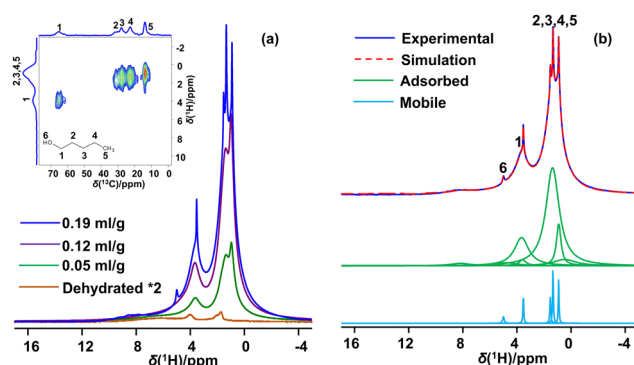 (a)
1 2 3 4 5
2,3,4,5
1
-2
0
2
4
6
8
10
δ(¹H)/ppm
6 2 4
HO CH₃
1 3 5
70 60 50 40 30 20 10 0
δ(¹³C)/ppm
0.19 ml/g
0.12 ml/g
0.05 ml/g
Dehydrated *2
16 12 8 4 0 -4
δ(¹H)/ppm
2,3,4,5
(b)
Experimental
Simulation
Adsorbed
Mobile
1
6
16 12 8 4 0 -4
δ(¹H)/ppm